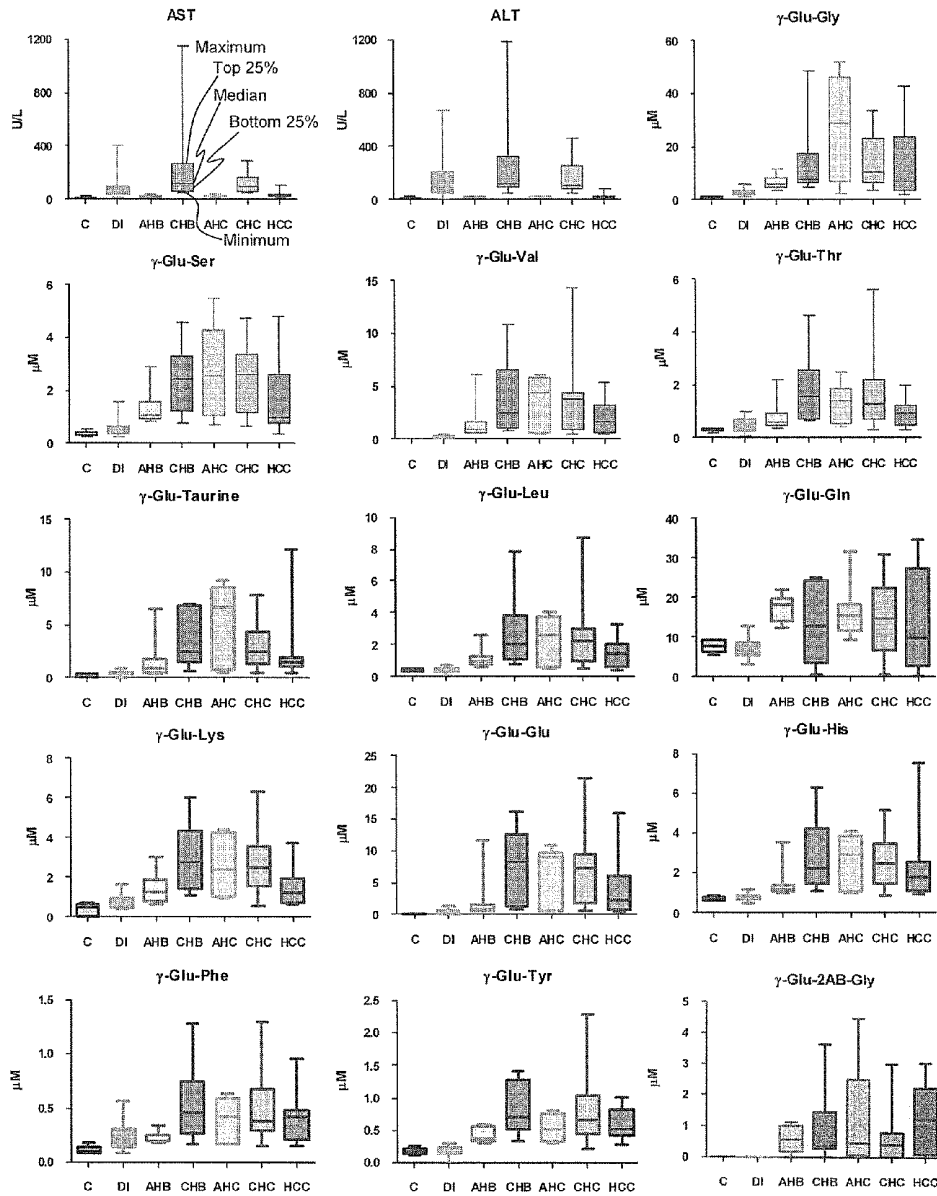 AST
1200
800
400
0
U/L
Maximum
Top 25%
Median
Bottom 25%
Minimum
C DI AHB CHB AHC CHC HCC
ALT
1200
800
400
0
U/L
C DI AHB CHB AHC CHC HCC
γ-Glu-Gly
60
40
20
0
μM
C DI AHB CHB AHC CHC HCC
γ-Glu-Ser
6
4
2
0
μM
C DI AHB CHB AHC CHC HCC
γ-Glu-Val
15
10
5
0
μM
C DI AHB CHB AHC CHC HCC
γ-Glu-Thr
6
4
2
0
μM
C DI AHB CHB AHC CHC HCC
γ-Glu-Taurine
15
10
5
0
μM
C DI AHB CHB AHC CHC HCC
γ-Glu-Leu
10
8
6
4
2
0
μM
C DI AHB CHB AHC CHC HCC
γ-Glu-Gln
40
30
20
10
0
μM
C DI AHB CHB AHC CHC HCC
γ-Glu-Lys
8
6
4
2
0
μM
C DI AHB CHB AHC CHC HCC
γ-Glu-Glu
25
20
15
10
5
0
μM
C DI AHB CHB AHC CHC HCC
γ-Glu-His
8
6
4
2
0
μM
C DI AHB CHB AHC CHC HCC
γ-Glu-Phe
1.5
1.0
0.5
0.0
μM
C DI AHB CHB AHC CHC HCC
γ-Glu-Tyr
2.5
2.0
1.5
1.0
0.5
0.0
μM
C DI AHB CHB AHC CHC HCC
γ-Glu-2AB-Gly
5
4
3
2
1
0
μM
C DI AHB CHB AHC CHC HCC